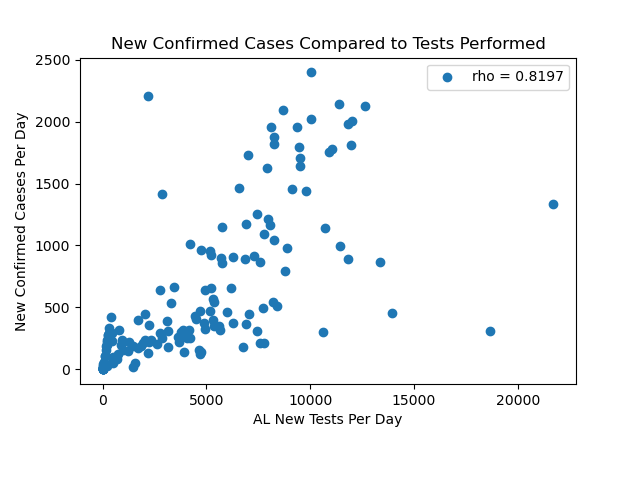 New Confirmed Cases Compared to Tests Performed
rho = 0.8197
New Confirmed Caeses Per Day
2500
2000
1500
1000
500
0
0 5000 10000 15000 20000
AL New Tests Per Day